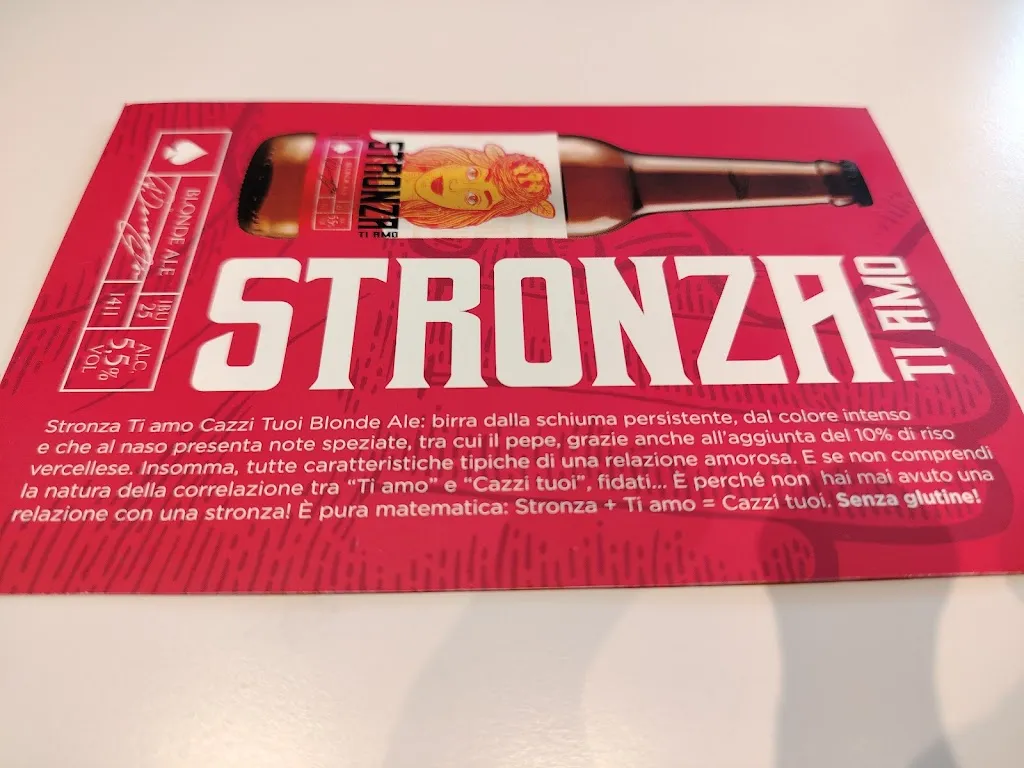 BLONDE ALE
IBU
25
1411
ALC.
5,5%
VOL
STRONZA
TI AMO
STRONZA
TI AMO
Stronza Ti amo Cazzi Tuoi Blonde Ale: birra dalla schiuma persistente, dal colore intenso
e che al naso presenta note speziate, tra cui il pepe, grazie anche all'aggiunta del 10% di riso
vercellese. Insomma, tutte caratteristiche tipiche di una relazione amorosa. E se non comprendi
la natura della correlazione tra “Ti amo” e “Cazzi tuoi”, fidati... È perché non hai mai avuto una
relazione con una stronza! È pura matematica: Stronza + Ti amo = Cazzi tuoi. Senza glutine!